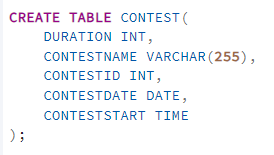 CREATE TABLE CONTEST(
    DURATION INT,
    CONTESTNAME VARCHAR(255),
    CONTESTID INT,
    CONTESTDATE DATE,
    CONTESTSTART TIME
);